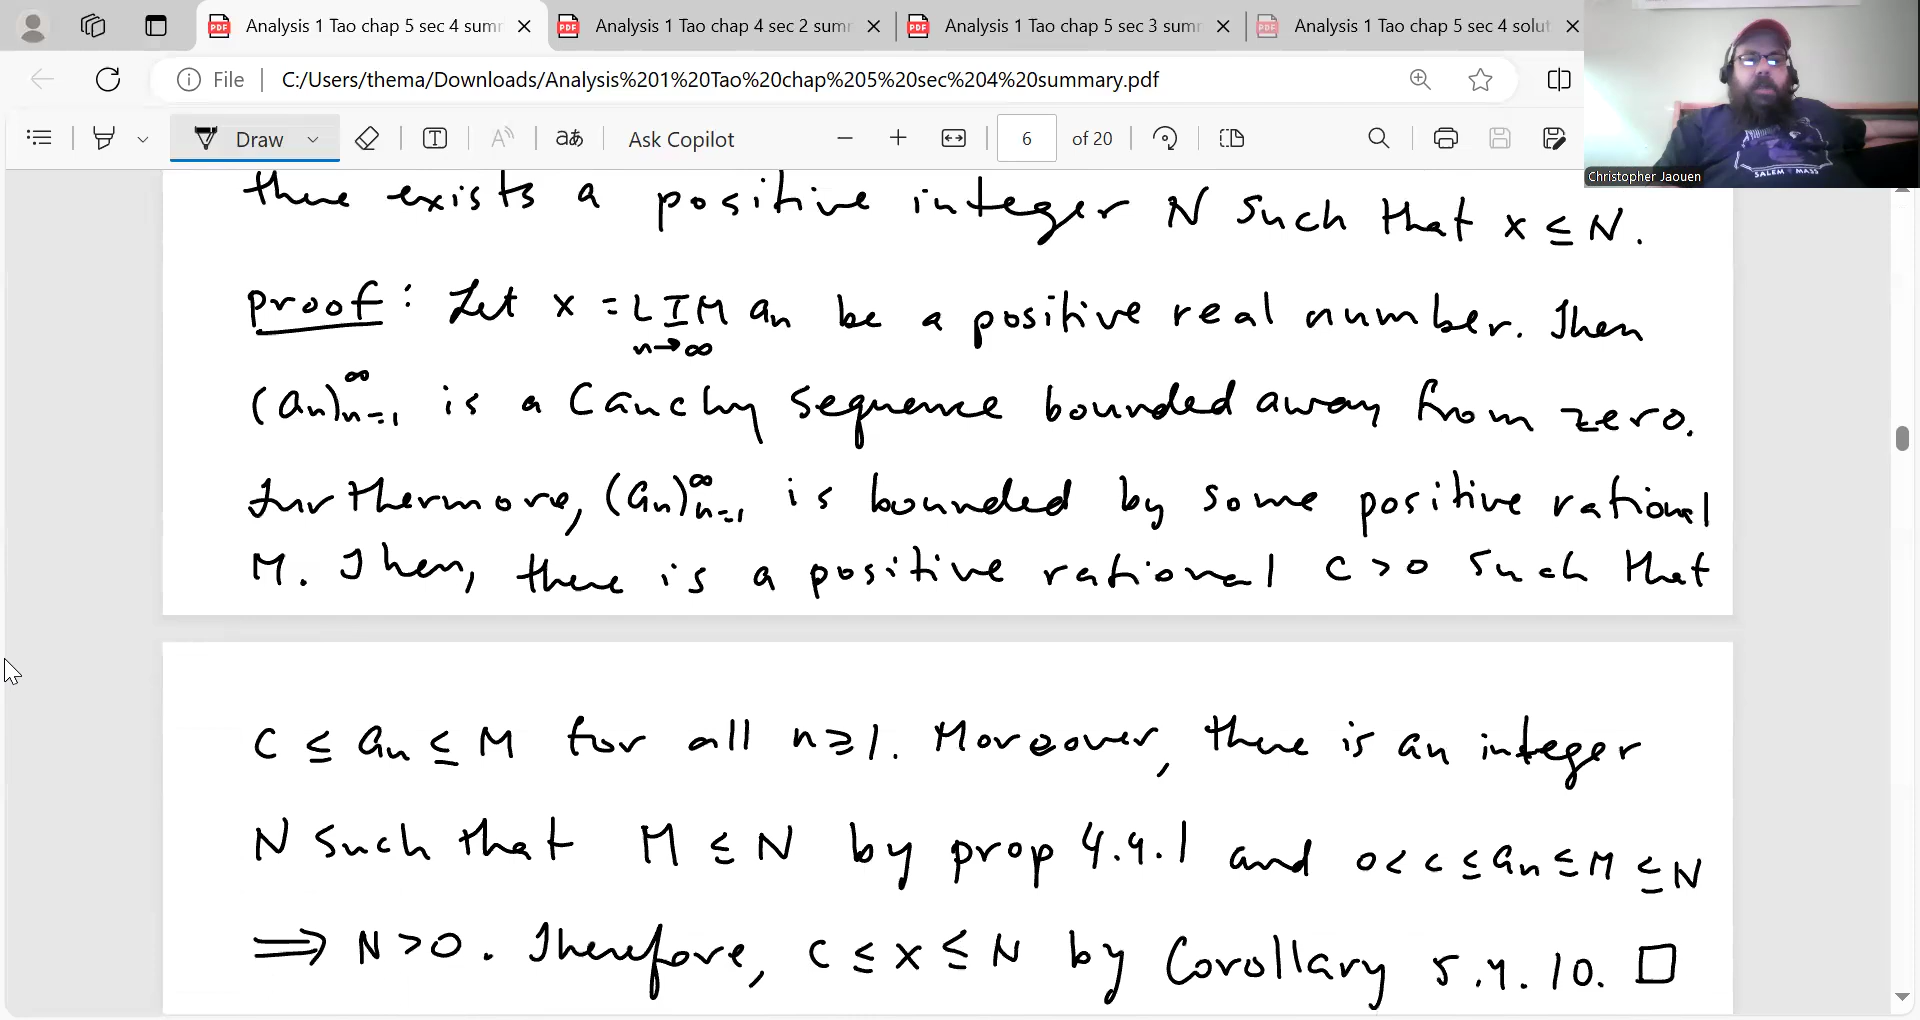 Analysis 1 Tao chap 5 sec 4 sumr
Analysis 1 Tao chap 4 sec 2 sumr
Analysis 1 Tao chap 5 sec 3 sumr
Analysis 1 Tao chap 5 sec 4 solut
File
C:/Users/thema/Downloads/Analysis%201%20Tao%20chap%205%20sec%204%20summary.pdf
Draw
Ask Copilot
6 of 20
Christopher Jaouen
SALEM MASS
there exists a positive integer N such that x ≤ N.
proof: Let x = LIM an be a positive real number. Then
n→∞
(an)∞n=1 is a Cauchy sequence bounded away from zero.
Furthermore, (an)∞n=1 is bounded by some positive rational
M. Then, there is a positive rational c > 0 such that
c ≤ an ≤ M for all n ≥ 1. Moreover, there is an integer
N such that M ≤ N by prop 4.4.1 and 0 < c ≤ an ≤ M ≤ N
⟹ N > 0. Therefore, c ≤ x ≤ N by Corollary 5.4.10. □